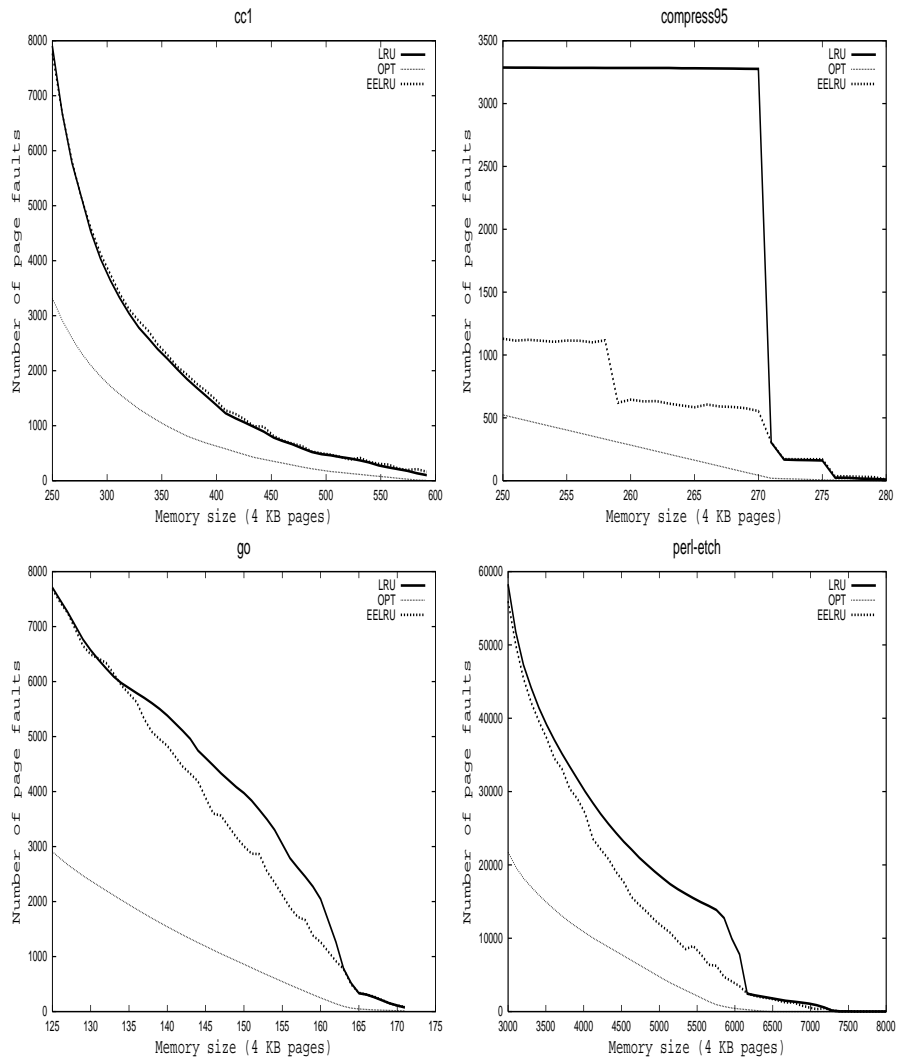 cc1
Number of page faults
8000
7000
6000
5000
4000
3000
2000
1000
0
LRU
OPT
EELRU
250 300 350 400 450 500 550 600
Memory size (4 KB pages)
compress95
Number of page faults
3500
3000
2500
2000
1500
1000
500
0
LRU
OPT
EELRU
250 255 260 265 270 275 280
Memory size (4 KB pages)
go
Number of page faults
8000
7000
6000
5000
4000
3000
2000
1000
0
LRU
OPT
EELRU
125 130 135 140 145 150 155 160 165 170 175
Memory size (4 KB pages)
perl-etch
Number of page faults
60000
50000
40000
30000
20000
10000
0
LRU
OPT
EELRU
3000 3500 4000 4500 5000 5500 6000 6500 7000 7500 8000
Memory size (4 KB pages)